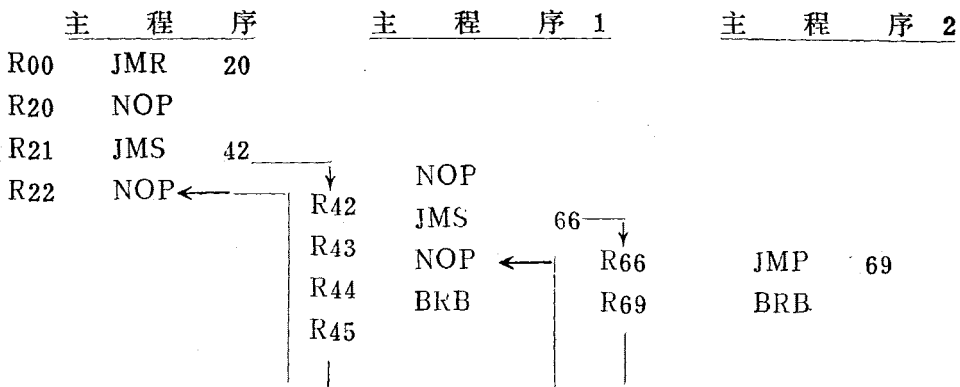 主 程 序 主 程 序 1 主 程 序 2
R00 JMR 20
R20 NOP
R21 JMS 42
R22 NOP R42 NOP
R43 JMS 66
R44 NOP R66 JMP 69
R45 BRB R69 BRB